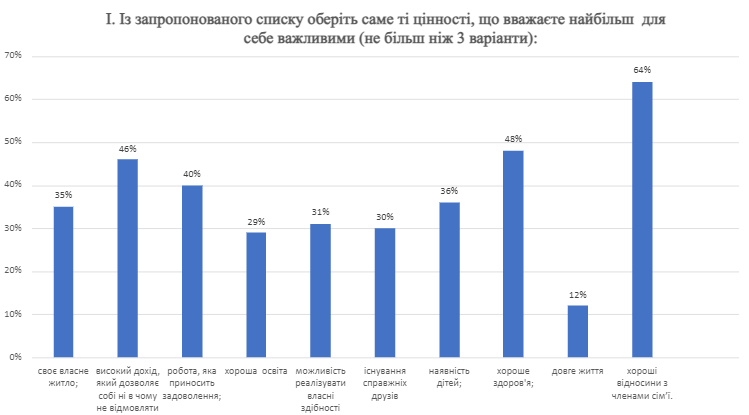 I. Із запропонованого списку оберіть саме ті цінності, що вважаєте найбільш для
себе важливими (не більш ніж 3 варіанти):
70%
60%
50%
40%
30%
20%
10%
0%
35%
46%
40%
29%
31%
30%
36%
48%
12%
64%
своє власне
житло;
високий дохід,
який дозволяє
собі ні в чому
не відмовляти
робота, яка
приносить
задоволення;
хороша освіта
можливість
реалізувати
власні
здібності
існування
справжніх
друзів
наявність
дітей;
хороше
здоров'я;
довге життя
хороші
відносини з
членами сім'ї.